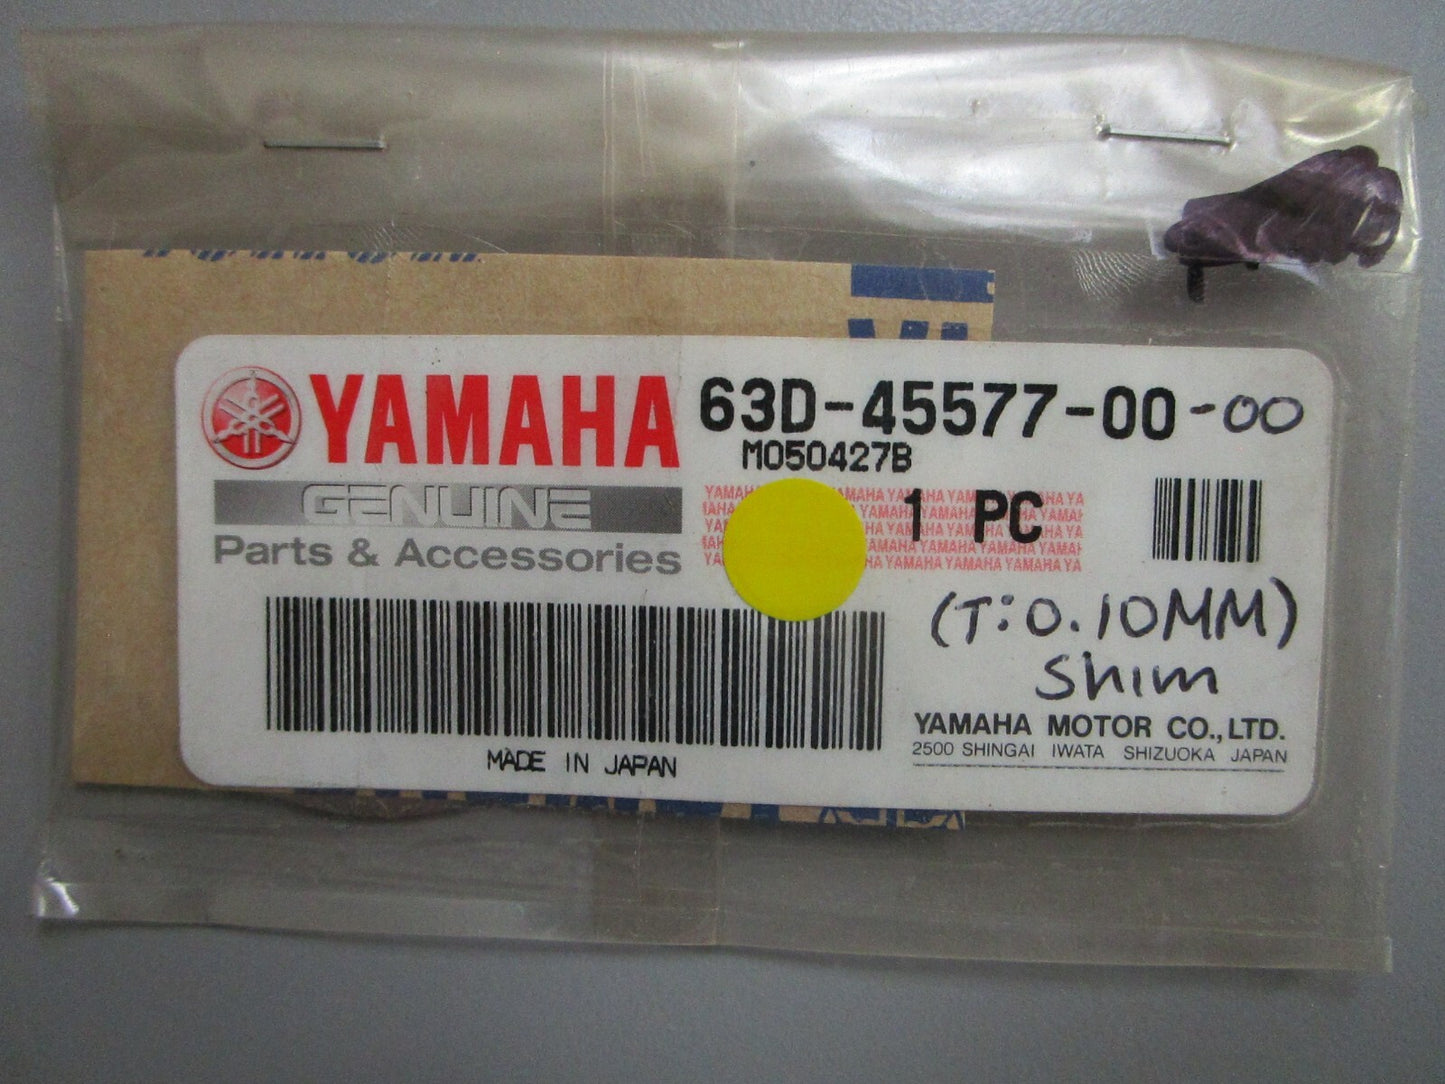 YAMAHA 63D-45577-00-00
M050427B
GENUINE
Parts & Accessories
1 PC
(T:0.10MM)
Shim
YAMAHA MOTOR CO.,LTD.
2500 SHINGAI IWATA SHIZUOKA JAPAN
MADE IN JAPAN